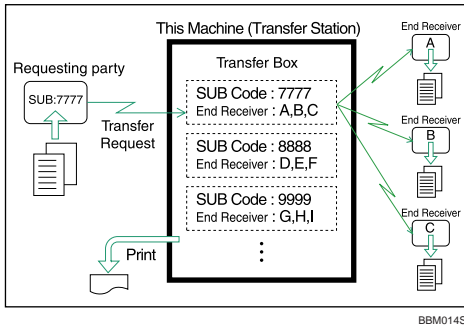 This Machine (Transfer Station)
Requesting party
SUB:7777
Transfer Request
Transfer Box
SUB Code : 7777
End Receiver : A,B,C
SUB Code : 8888
End Receiver : D,E,F
SUB Code : 9999
End Receiver : G,H,I
Print
End Receiver
A
End Receiver
B
End Receiver
C
BBM014S